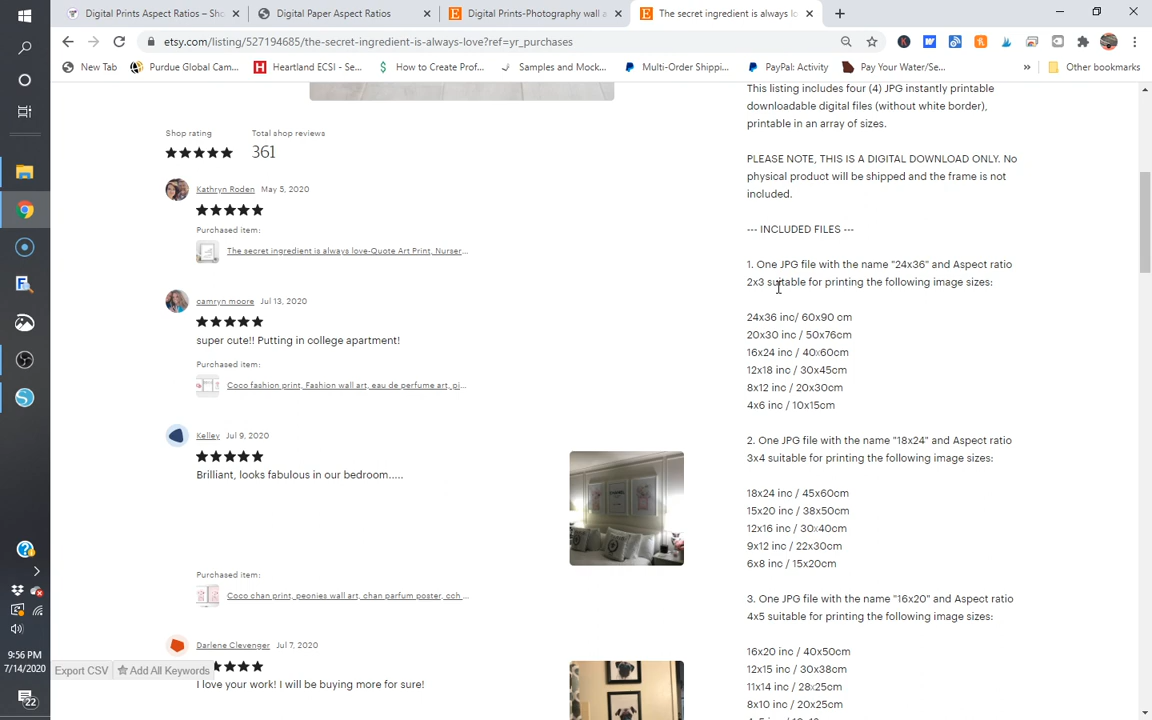 Digital Prints Aspect Ratios – Sho
Digital Paper Aspect Ratios
Digital Prints-Photography wall a
The secret ingredient is always lo
etsy.com/listing/527194685/the-secret-ingredient-is-always-love?ref=yr_purchases
New Tab
Purdue Global Cam...
Heartland ECSI - Se...
How to Create Prof...
Samples and Mock...
Multi-Order Shippi...
PayPal: Activity
Pay Your Water/Se...
»
Other bookmarks
Shop rating
Total shop reviews
361
Kathryn Roden May 5, 2020
Purchased item:
The secret ingredient is always love-Quote Art Print, Nurser...
camryn moore Jul 13, 2020
super cute!! Putting in college apartment!
Purchased item:
Coco fashion print, Fashion wall art, eau de perfume art, pi...
Kelley Jul 9, 2020
Brilliant, looks fabulous in our bedroom.....
Purchased item:
Coco chan print, peonies wall art, chan parfum poster, cch ...
Darlene Clevenger Jul 7, 2020
I love your work! I will be buying more for sure!
This listing includes four (4) JPG instantly printable
downloadable digital files (without white border),
printable in an array of sizes.
PLEASE NOTE, THIS IS A DIGITAL DOWNLOAD ONLY. No
physical product will be shipped and the frame is not
included.
--- INCLUDED FILES ---
1. One JPG file with the name "24x36" and Aspect ratio
2x3 suitable for printing the following image sizes:
24x36 inc/ 60x90 cm
20x30 inc / 50x76cm
16x24 inc / 40x60cm
12x18 inc / 30x45cm
8x12 inc / 20x30cm
4x6 inc / 10x15cm
2. One JPG file with the name "18x24" and Aspect ratio
3x4 suitable for printing the following image sizes:
18x24 inc / 45x60cm
15x20 inc / 38x50cm
12x16 inc / 30x40cm
9x12 inc / 22x30cm
6x8 inc / 15x20cm
3. One JPG file with the name "16x20" and Aspect ratio
4x5 suitable for printing the following image sizes:
16x20 inc / 40x50cm
12x15 inc / 30x38cm
11x14 inc / 28x25cm
8x10 inc / 20x25cm
Export CSV
Add All Keywords
9:56 PM
7/14/2020
22